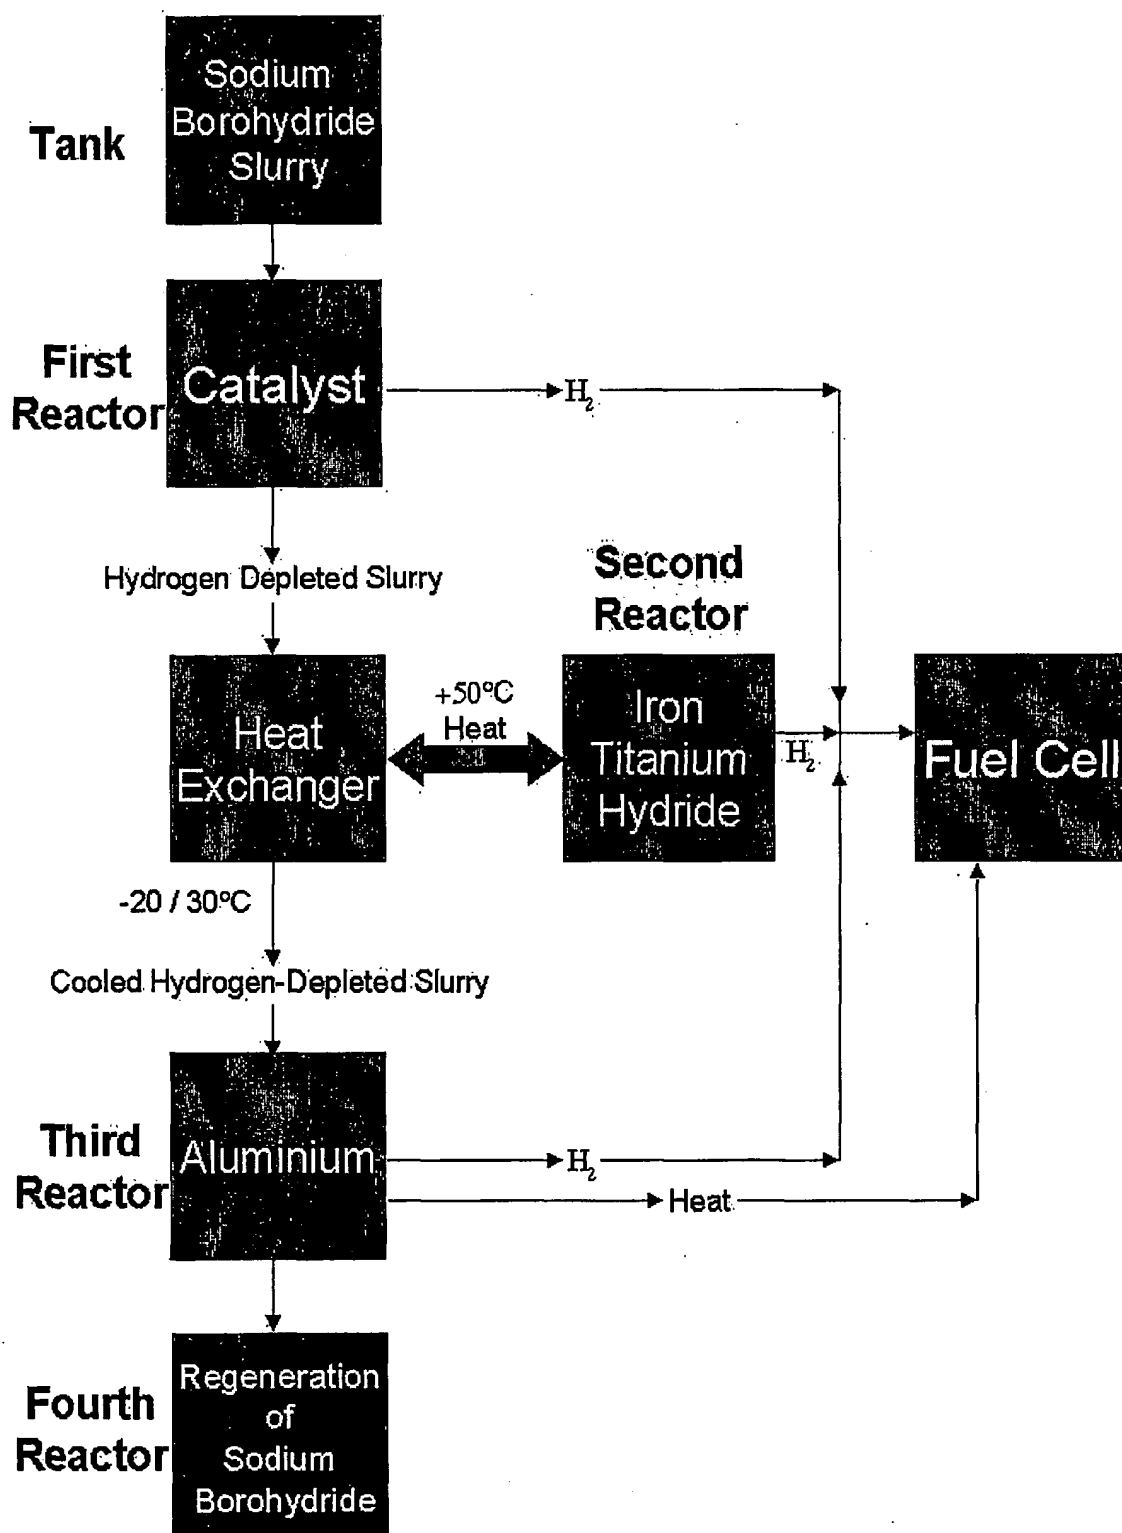 Tank
Sodium
Borohydride
Slurry
First
Reactor
Catalyst
H₂
Hydrogen Depleted Slurry
Second
Reactor
Heat
Exchanger
+50°C
Heat
Iron
Titanium
Hydride
H₂
Fuel Cell
-20 / 30°C
Cooled Hydrogen-Depleted Slurry
Third
Reactor
Aluminium
H₂
Heat
Fourth
Reactor
Regeneration
of
Sodium
Borohydride